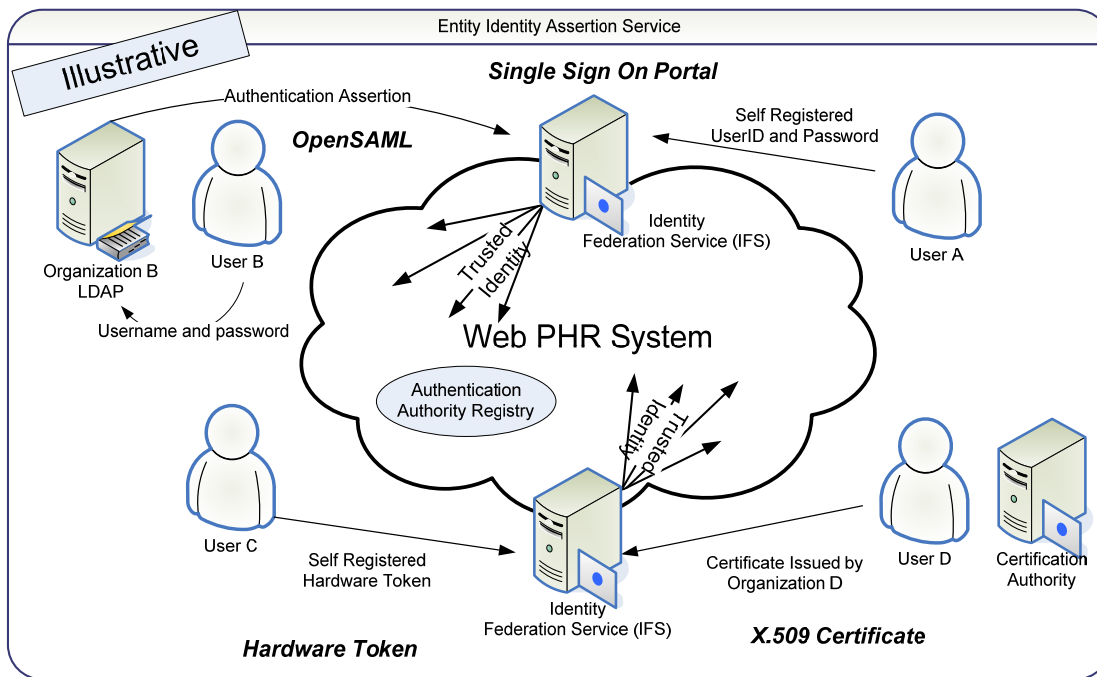 Entity Identity Assertion Service
Illustrative
Single Sign On Portal
Authentication Assertion
OpenSAML
Self Registered
UserID and Password
Identity
Federation Service (IFS)
User A
User B
Organization B
LDAP
Username and password
Trusted
Identity
Web PHR System
Authentication
Authority Registry
Trusted
Identity
User C
Self Registered
Hardware Token
Identity
Federation Service (IFS)
Certificate Issued by
Organization D
User D
Certification
Authority
Hardware Token
X.509 Certificate